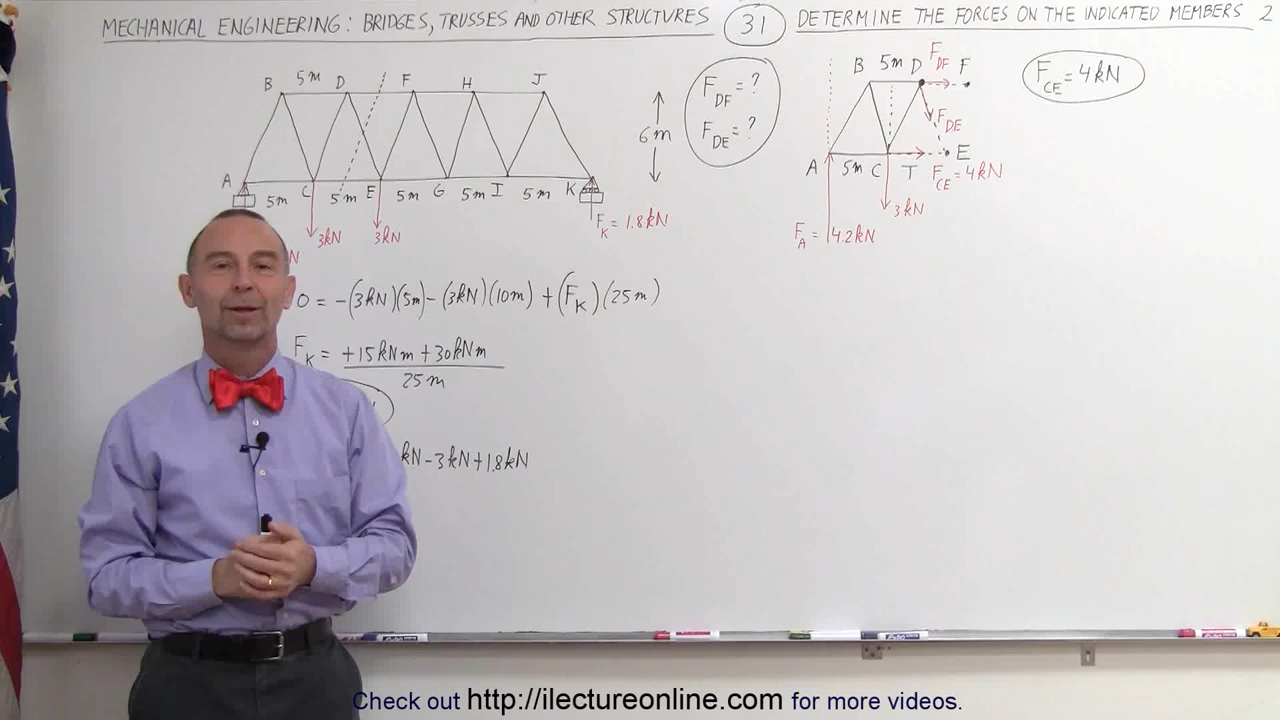 MECHANICAL ENGINEERING: BRIDGES, TRUSSES AND OTHER STRUCTURES 31 DETERMINE THE FORCES ON THE INDICATED MEMBERS 2
B 5m D F H J
F_DF = ?
F_DE = ?
6m
A C E G I K
5m 5m 5m 5m 5m
3kN 3kN
F_K = 1.8kN
B 5m D F_DF F
F_DE
A 5m C T E
F_CE = 4kN
3kN
F_A = 4.2kN
F_CE = 4kN
N
0 = -(3kN)(5m) - (3kN)(10m) + (F_K)(25m)
F_K = +15kNm + 30kNm
25m
kN - 3kN + 1.8kN
Check out http://ilectureonline.com for more videos.